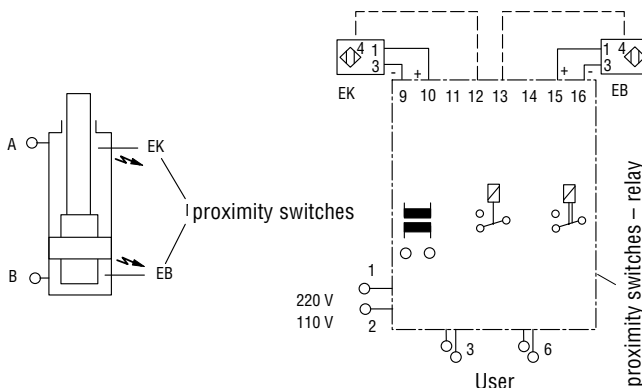 A
B
EK
EB
proximity switches
4 1
3
EK
- +
1 4
3
EB
+ -
9 10 11 12 13 14 15 16
1
220 V
110 V
2
3
6
User
proximity switches – relay